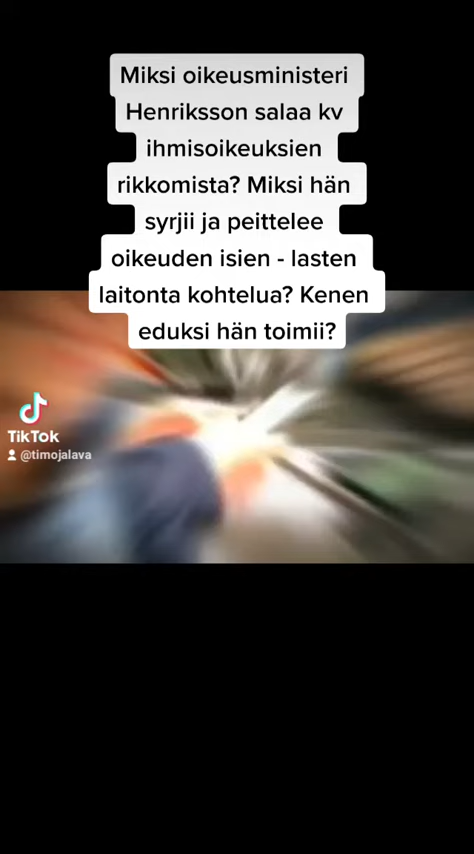 Miksi oikeusministeri
Henriksson salaa kv
ihmisoikeuksien
rikkomista? Miksi hän
syrjii ja peittelee
oikeuden isien - lasten
laitonta kohtelua? Kenen
eduksi hän toimii?
TikTok
@timojalava